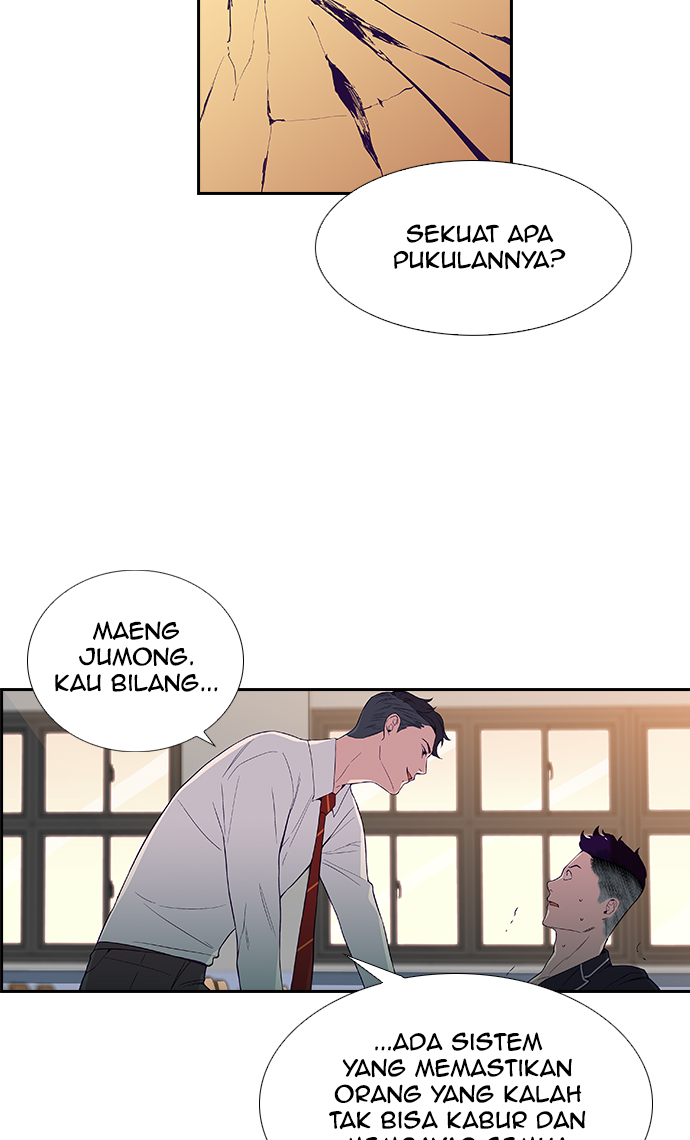 SEKUAT APA
PUKULANNYA?
MAENG
JUMONG,
KAU BILANG...
...ADA SISTEM
YANG MEMASTIKAN
ORANG YANG KALAH
TAK BISA KABUR DAN